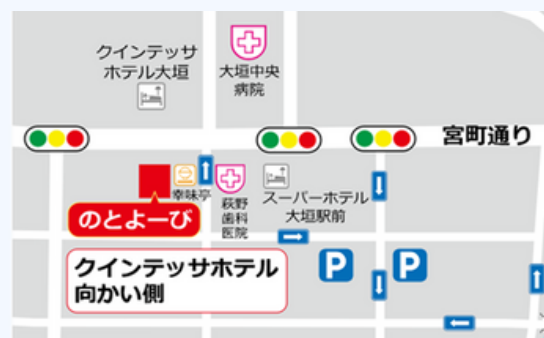 クインテッサ
ホテル大垣
大垣中央
病院
宮町通り
幸味亭
萩野
歯科
医院
スーパーホテル
大垣駅前
のとよーび
クインテッサホテル
向かい側
P
P